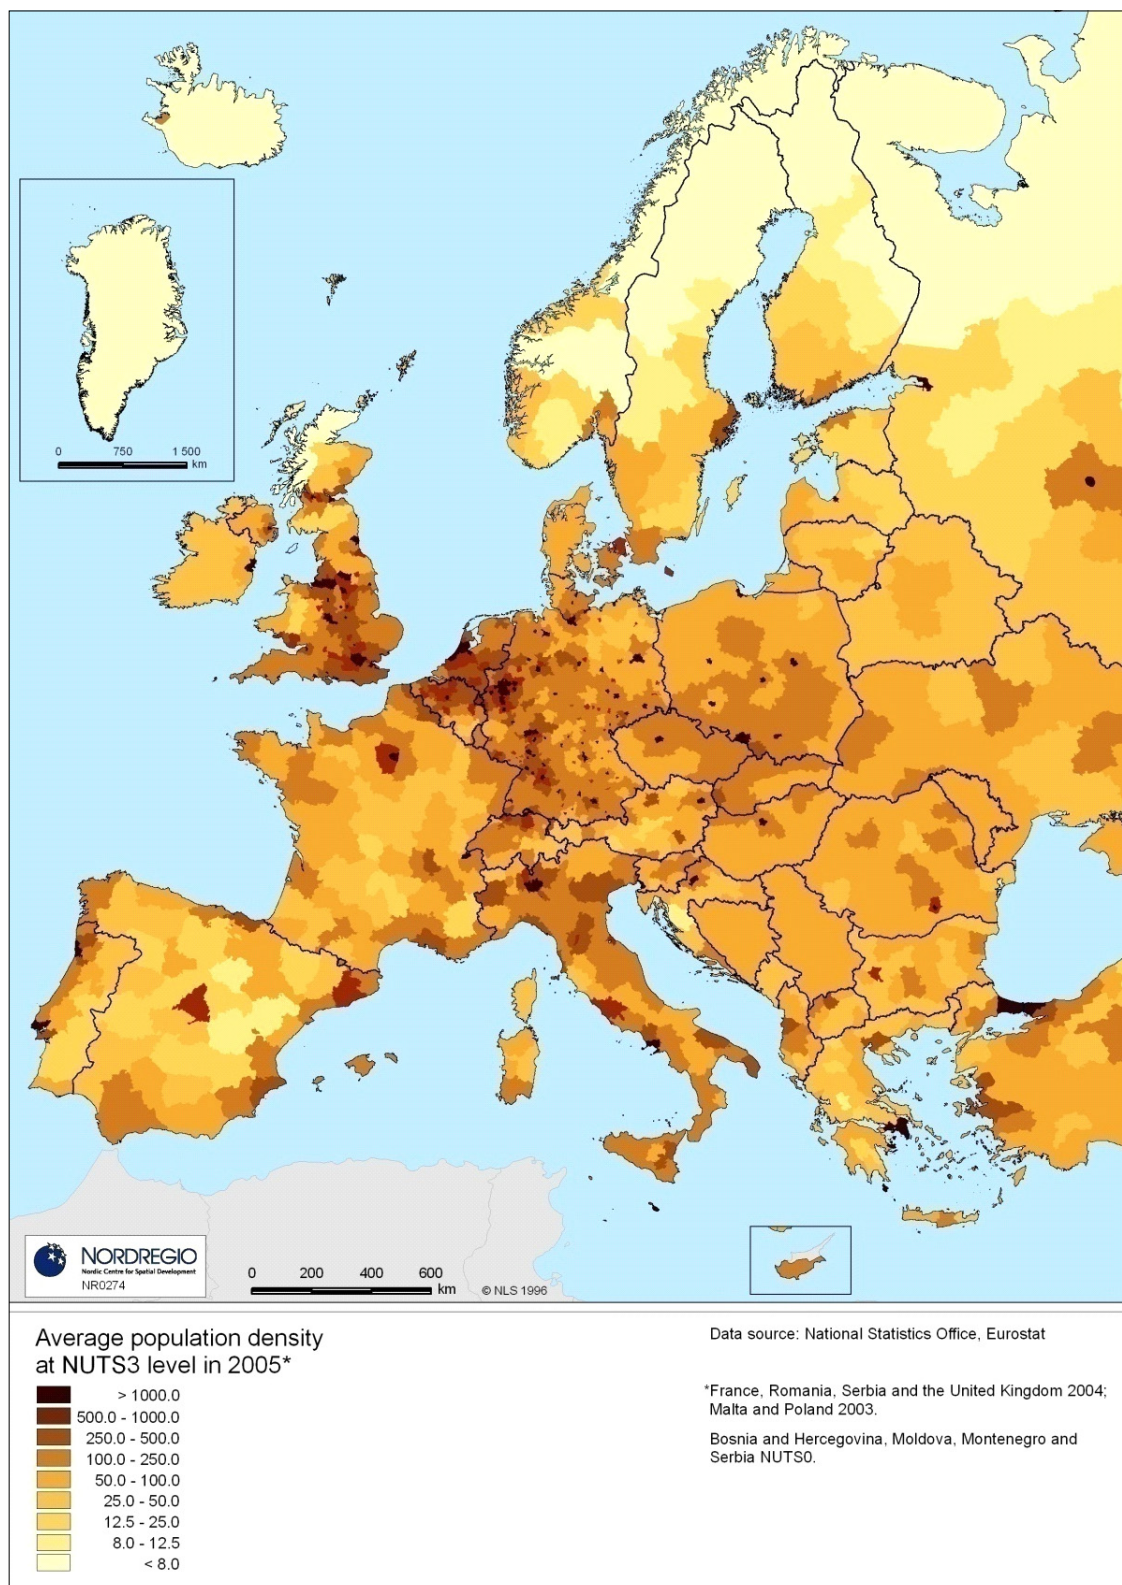 0 750 1 500
km
NORDREGIO
Nordic Centre for Spatial Development
NR0274
0 200 400 600
km
© NLS 1996
Average population density
at NUTS3 level in 2005*
> 1000.0
500.0 - 1000.0
250.0 - 500.0
100.0 - 250.0
50.0 - 100.0
25.0 - 50.0
12.5 - 25.0
8.0 - 12.5
< 8.0
Data source: National Statistics Office, Eurostat
*France, Romania, Serbia and the United Kingdom 2004;
Malta and Poland 2003.
Bosnia and Hercegovina, Moldova, Montenegro and
Serbia NUTS0.